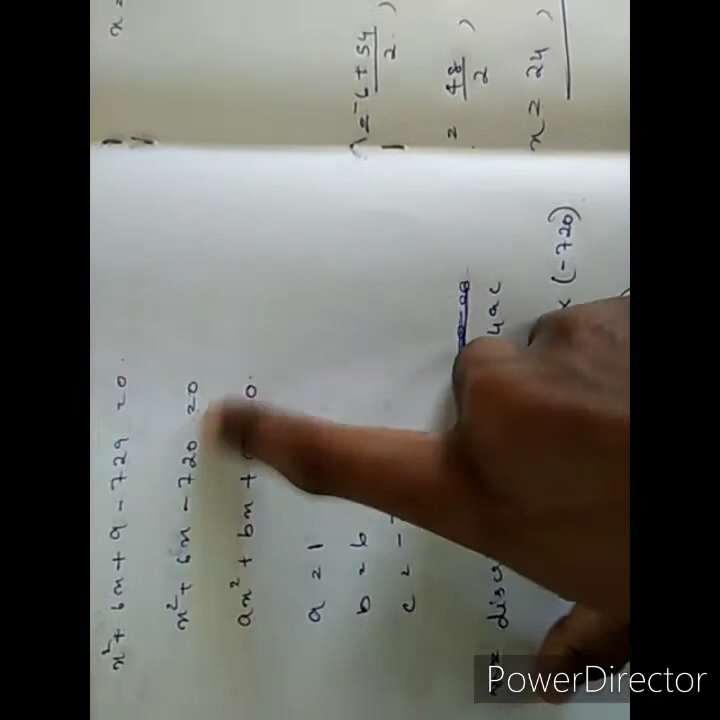 x² + 6x + 9 - 729 = 0.
x² + 6x - 720 = 0
ax² + bx + 0.
a = 1
b = 6
c = -
4ac
x (-720)
= -6 + 54 / 2
= 48 / 2
x = 24
PowerDirector